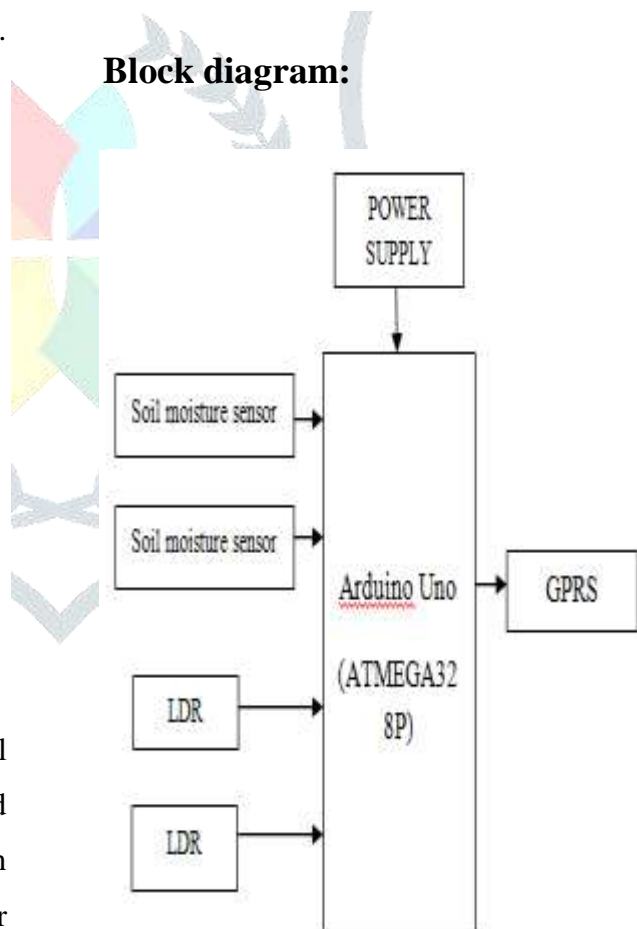 .
Block diagram:
POWER
SUPPLY
Soil moisture sensor
Soil moisture sensor
Arduino Uno
(ATMEGA32
8P)
GPRS
LDR
LDR
l
d
n
r